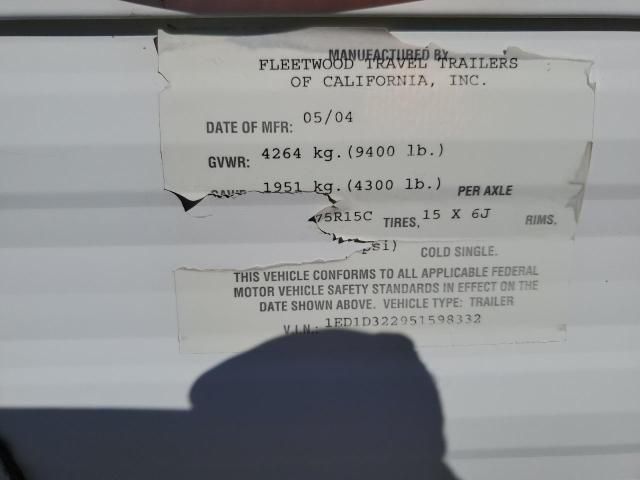 MANUFACTURED BY
FLEETWOOD TRAVEL TRAILERS
OF CALIFORNIA, INC.
DATE OF MFR: 05/04
GVWR: 4264 kg.(9400 lb.)
1951 kg.(4300 lb.) PER AXLE
75R15C TIRES, 15 X 6J RIMS,
psi) COLD SINGLE.
THIS VEHICLE CONFORMS TO ALL APPLICABLE FEDERAL
MOTOR VEHICLE SAFETY STANDARDS IN EFFECT ON THE
DATE SHOWN ABOVE. VEHICLE TYPE: TRAILER
V.I.N.: 1ED1D322951598332